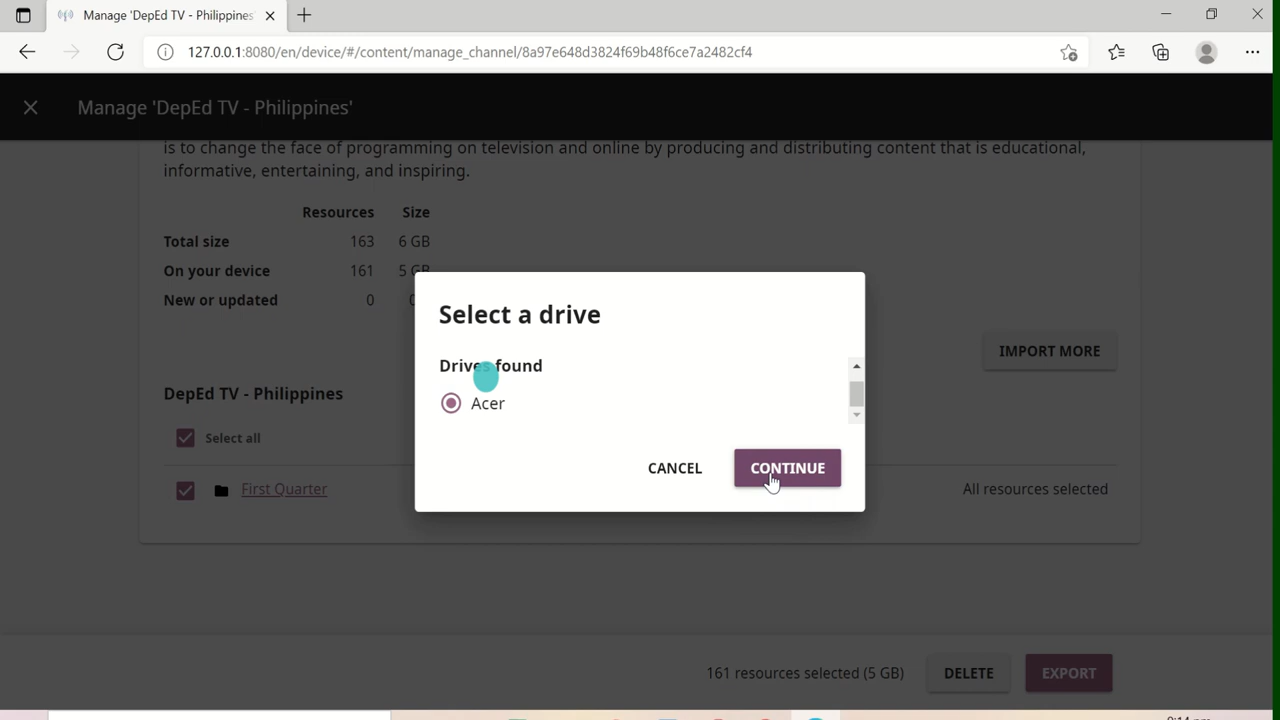 Manage 'DepEd TV - Philippines'
127.0.0.1:8080/en/device/#/content/manage_channel/8a97e648d3824f69b48f6ce7a2482cf4
Manage 'DepEd TV - Philippines'
is to change the face of programming on television and online by producing and distributing content that is educational,
informative, entertaining, and inspiring.
Resources Size
Total size 163 6 GB
On your device 161 5 GB
New or updated 0
IMPORT MORE
DepEd TV - Philippines
Select all
First Quarter All resources selected
Select a drive
Drives found
Acer
CANCEL CONTINUE
161 resources selected (5 GB) DELETE EXPORT